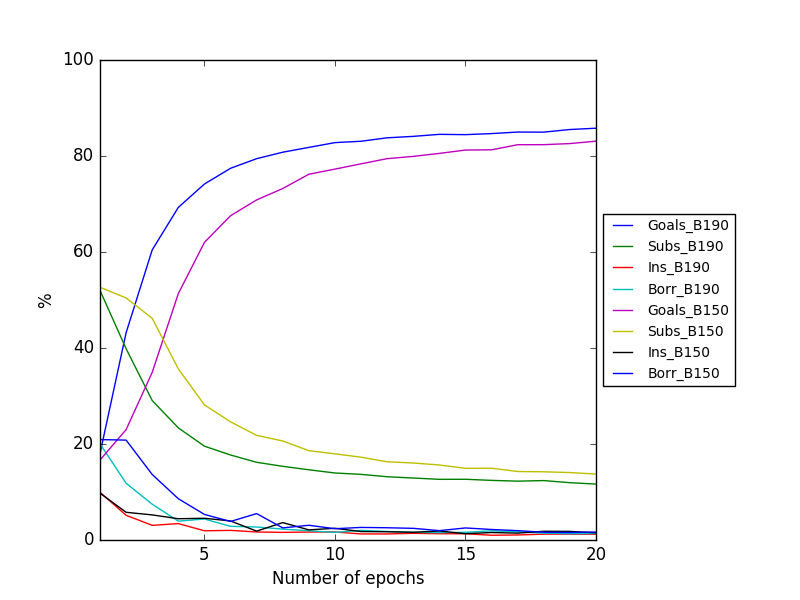 100
80
60
40
20
0
%
5
10
15
20
Number of epochs
Goals_B190
Subs_B190
Ins_B190
Borr_B190
Goals_B150
Subs_B150
Ins_B150
Borr_B150